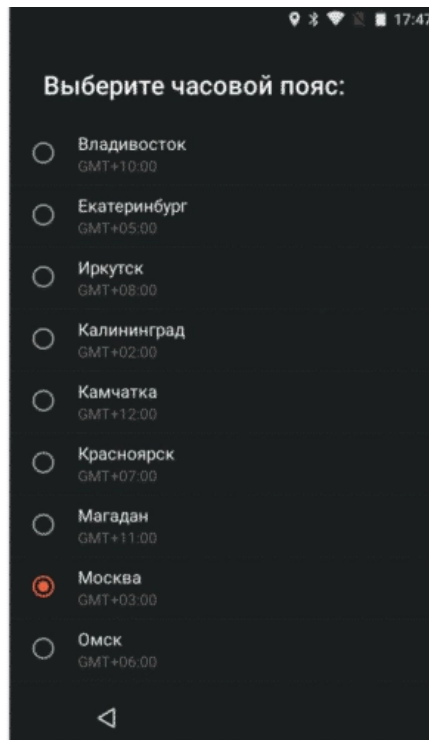 17:47
Выберите часовой пояс:
Владивосток
GMT+10:00
Екатеринбург
GMT+05:00
Иркутск
GMT+08:00
Калининград
GMT+02:00
Камчатка
GMT+12:00
Красноярск
GMT+07:00
Магадан
GMT+11:00
Москва
GMT+03:00
Омск
GMT+06:00